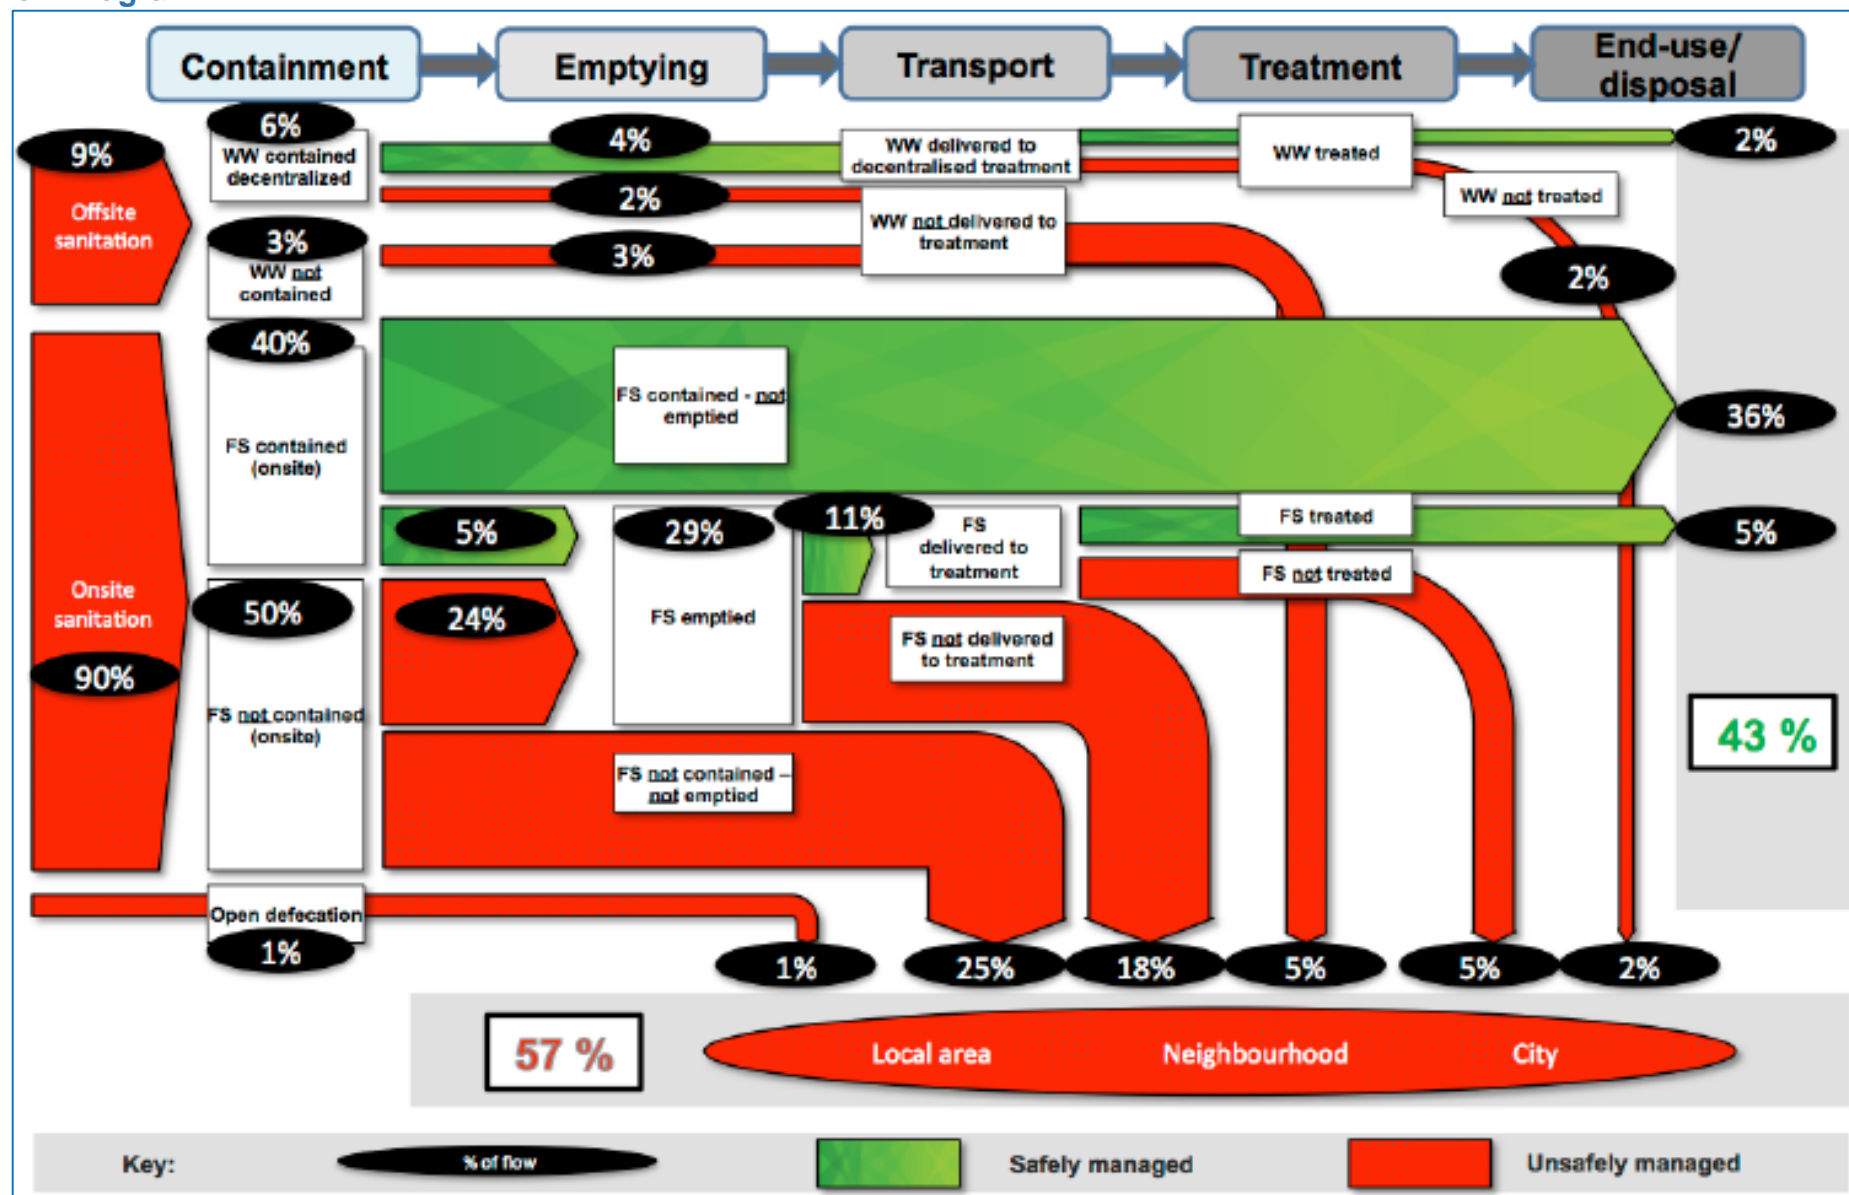 Containment
Emptying
Transport
Treatment
End-use/
disposal
9%
Offsite
sanitation
6%
WW contained
decentralized
4%
WW delivered to
decentralised treatment
WW treated
2%
WW not treated
2%
2%
WW not delivered to
treatment
3%
WW not
contained
3%
40%
FS contained
(onsite)
FS contained - not
emptied
36%
5%
29%
FS emptied
11%
FS
delivered to
treatment
FS treated
5%
FS not treated
Onsite
sanitation
90%
50%
FS not contained
(onsite)
24%
FS not delivered
to treatment
FS not contained –
not emptied
43 %
Open defecation
1%
1%
25%
18%
5%
5%
2%
57 %
Local area
Neighbourhood
City
Key:
% of flow
Safely managed
Unsafely managed